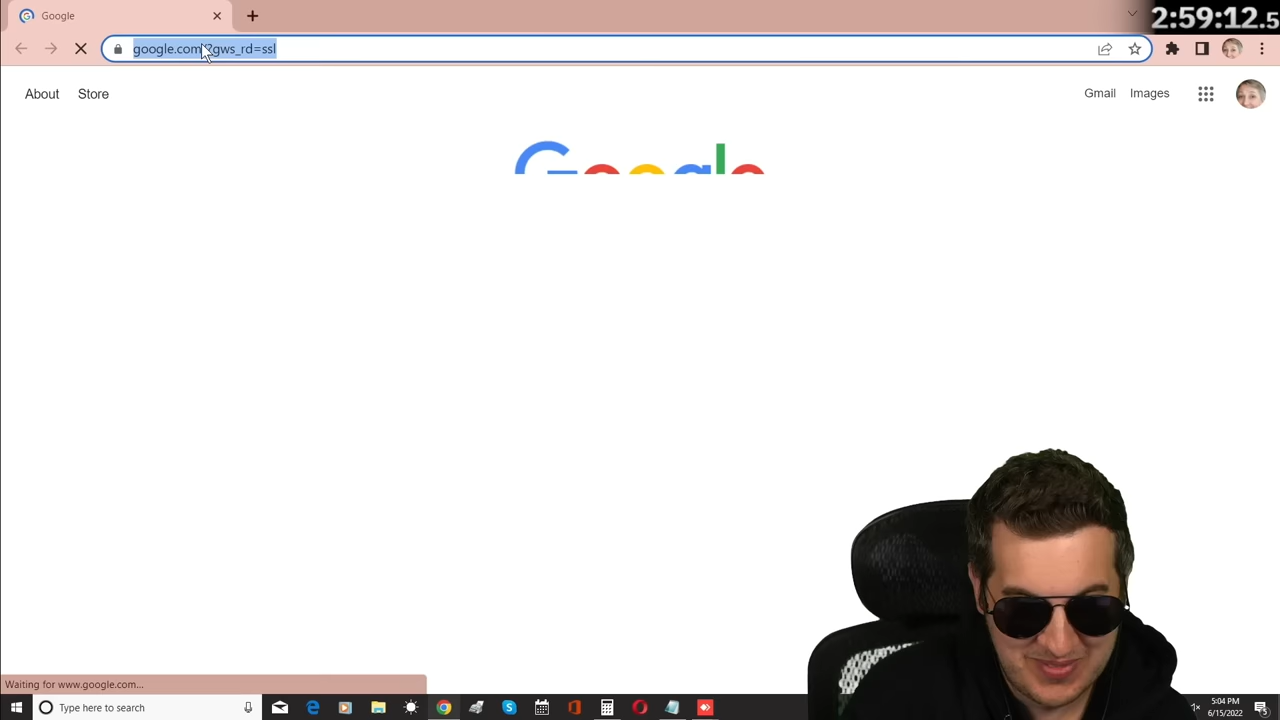 Google
2:59:12.5
google.com/?gws_rd=ssl
About Store
Gmail Images
Google
Waiting for www.google.com...
Type here to search
5:04 PM
6/15/2022